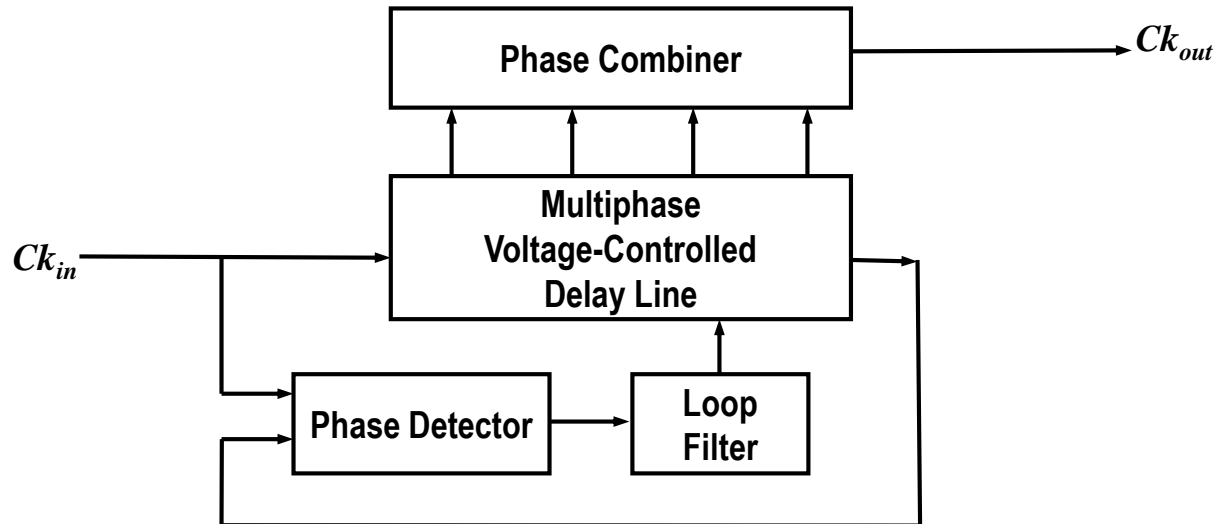 Phase Combiner
Ck_out
Multiphase
Voltage-Controlled
Delay Line
Ck_in
Phase Detector
Loop
Filter